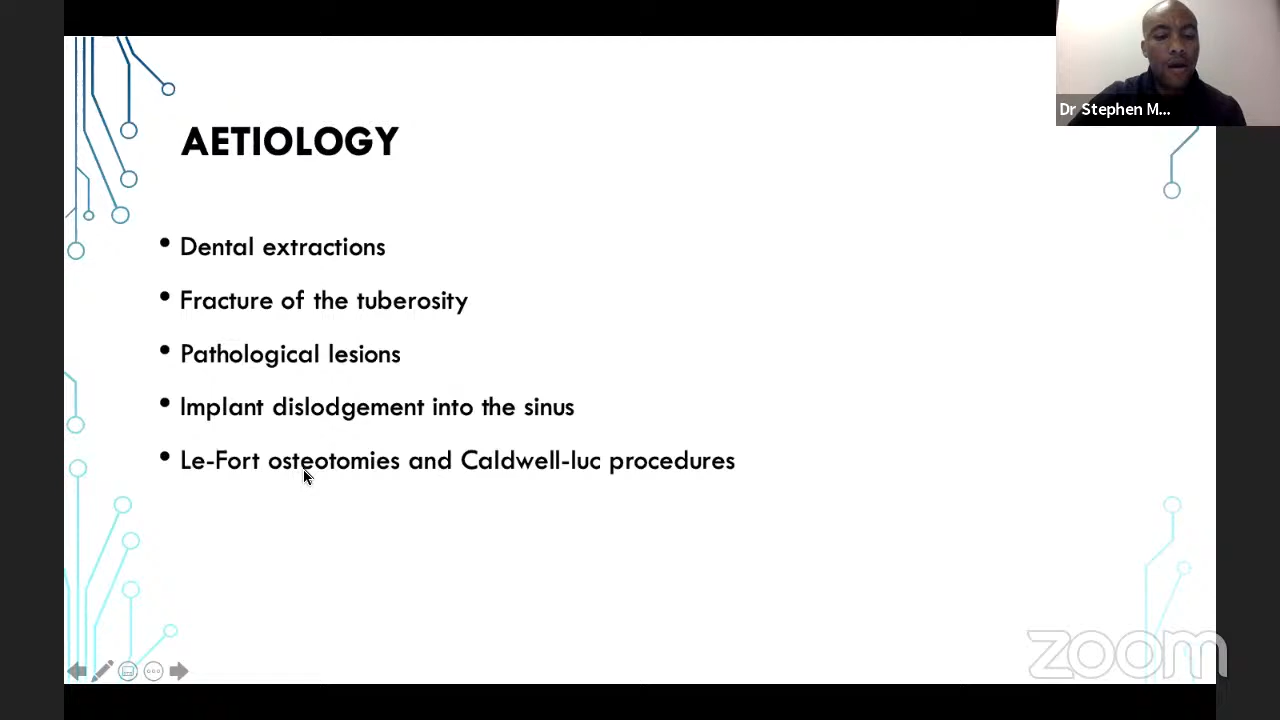 Dr Stephen M...
AETIOLOGY
• Dental extractions
• Fracture of the tuberosity
• Pathological lesions
• Implant dislodgement into the sinus
• Le-Fort osteotomies and Caldwell-luc procedures
zoom